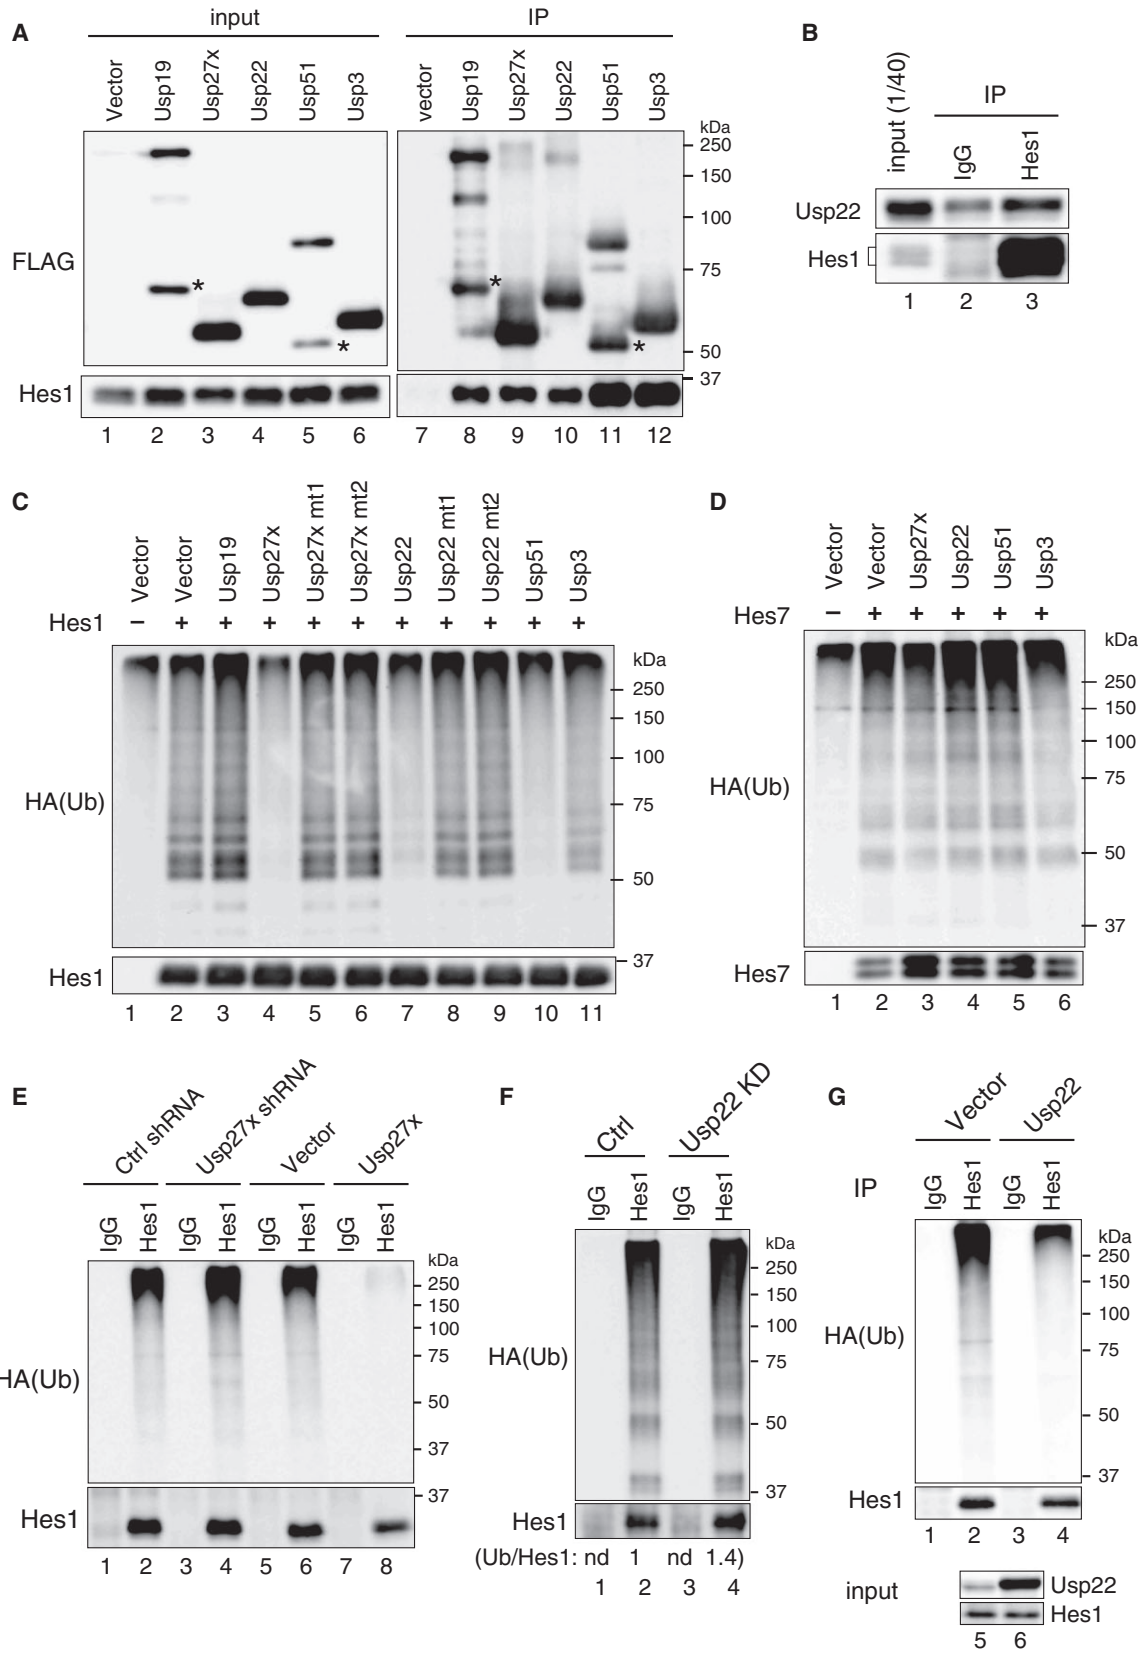 A
input
IP
Vector
Usp19
Usp27x
Usp22
Usp51
Usp3
vector
Usp19
Usp27x
Usp22
Usp51
Usp3
kDa
250
150
100
75
50
37
FLAG
*
*
*
*
Hes1
1 2 3 4 5 6 7 8 9 10 11 12
B
input (1/40)
IP
IgG
Hes1
Usp22
Hes1
1 2 3
C
Vector
Vector
Usp19
Usp27x
Usp27x mt1
Usp27x mt2
Usp22
Usp22 mt1
Usp22 mt2
Usp51
Usp3
Hes1 – + + + + + + + + + +
kDa
250
150
100
75
50
37
HA(Ub)
Hes1
1 2 3 4 5 6 7 8 9 10 11
D
Vector
Vector
Usp27x
Usp22
Usp51
Usp3
Hes7 – + + + + +
kDa
250
150
100
75
50
37
HA(Ub)
Hes7
1 2 3 4 5 6
E
Ctrl shRNA
Usp27x shRNA
Vector
Usp27x
IgG
Hes1
IgG
Hes1
IgG
Hes1
IgG
Hes1
kDa
250
150
100
75
50
37
37
HA(Ub)
Hes1
1 2 3 4 5 6 7 8
F
Ctrl
Usp22 KD
IgG
Hes1
IgG
Hes1
kDa
250
150
100
75
50
37
HA(Ub)
Hes1
(Ub/Hes1: nd 1 nd 1.4)
1 2 3 4
G
Vector
Usp22
IP
IgG
Hes1
IgG
Hes1
kDa
250
150
100
75
50
37
HA(Ub)
Hes1
1 2 3 4
input
Usp22
Hes1
5 6